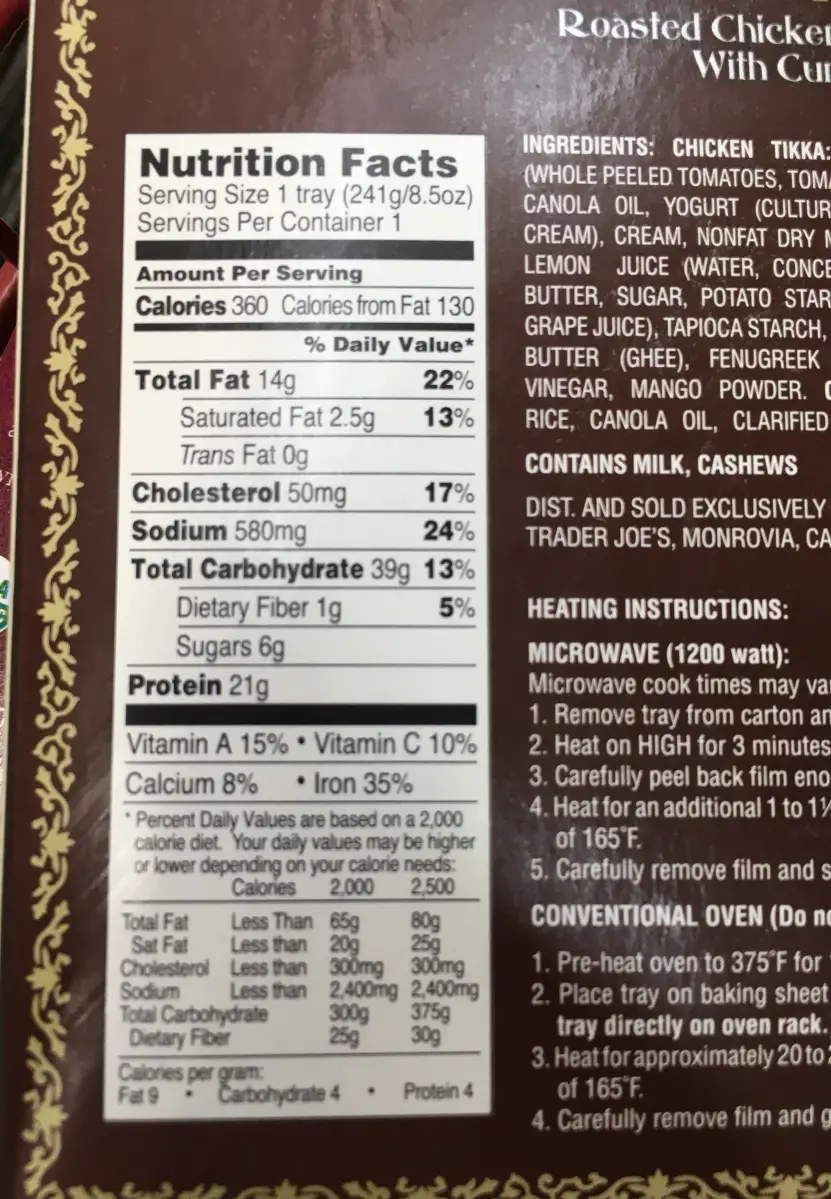 Roasted Chicken
With
Nutrition Facts
Serving Size 1 tray (241g/8.5oz)
Servings Per Container 1
Amount Per Serving
Calories 360 Calories from Fat 130
% Daily Value*
Total Fat 14g 22%
Saturated Fat 2.5g 13%
Trans Fat 0g
Cholesterol 50mg 17%
Sodium 580mg 24%
Total Carbohydrate 39g 13%
Dietary Fiber 1g 5%
Sugars 6g
Protein 21g
Vitamin A 15% • Vitamin C 10%
Calcium 8% • Iron 35%
* Percent Daily Values are based on a 2,000
calorie diet. Your daily values may be higher
or lower depending on your calorie needs:
Calories 2,000 2,500
Total Fat Less Than 65g 80g
Sat Fat Less than 20g 25g
Cholesterol Less than 300mg 300mg
Sodium Less than 2,400mg 2,400mg
Total Carbohydrate 300g 375g
Dietary Fiber 25g 30g
Calories per gram:
Fat 9 • Carbohydrate 4 • Protein 4
INGREDIENTS: CHICKEN TIKKA:
(WHOLE PEELED TOMATOES,
CANOLA OIL, YOGURT
CREAM), CREAM, NONFAT DRY
LEMON JUICE (WATER,
BUTTER, SUGAR, POTATO
GRAPE JUICE), TAPIOCA STARCH,
BUTTER (GHEE), FENUGREEK
VINEGAR, MANGO POWDER.
RICE, CANOLA OIL, CLARIFIED
CONTAINS MILK, CASHEWS
DIST. AND SOLD EXCLUSIVELY
TRADER JOE'S, MONROVIA, CA
HEATING INSTRUCTIONS:
MICROWAVE (1200 watt):
Microwave cook times may
1. Remove tray from carton
2. Heat on HIGH for 3 minutes
3. Carefully peel back film
4. Heat for an additional 1 to
of 165°F.
5. Carefully remove film and
CONVENTIONAL OVEN (Do
1. Pre-heat oven to 375°F for
2. Place tray on baking sheet
tray directly on oven rack.
3. Heat for approximately 20 to
of 165°F.
4. Carefully remove film and